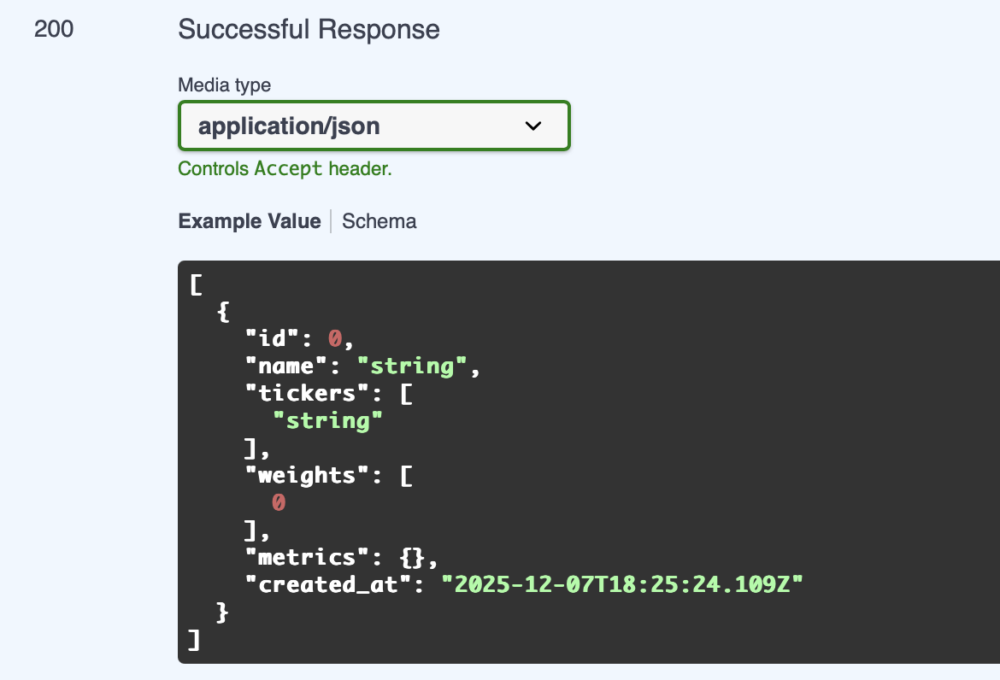 200 Successful Response
Media type
application/json
Controls Accept header.
Example Value | Schema
[
  {
    "id": 0,
    "name": "string",
    "tickers": [
      "string"
    ],
    "weights": [
      0
    ],
    "metrics": {},
    "created_at": "2025-12-07T18:25:24.109Z"
  }
]